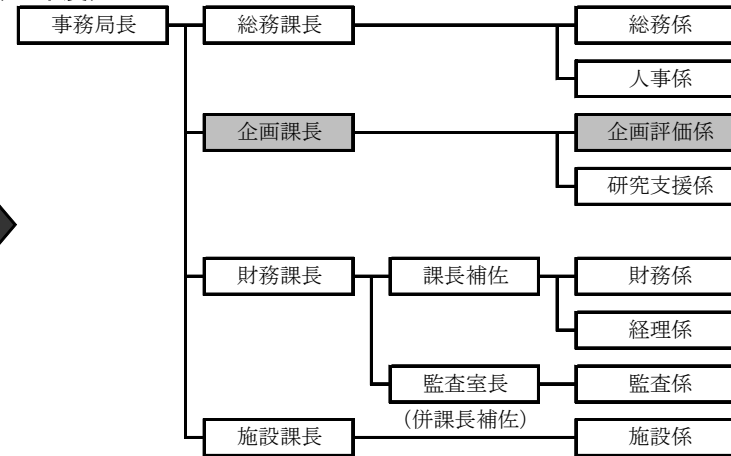 事務局長
総務課長
総務係
人事係
企画課長
企画評価係
研究支援係
財務課長
課長補佐
財務係
経理係
監査室長
監査係
(併課長補佐)
施設課長
施設係